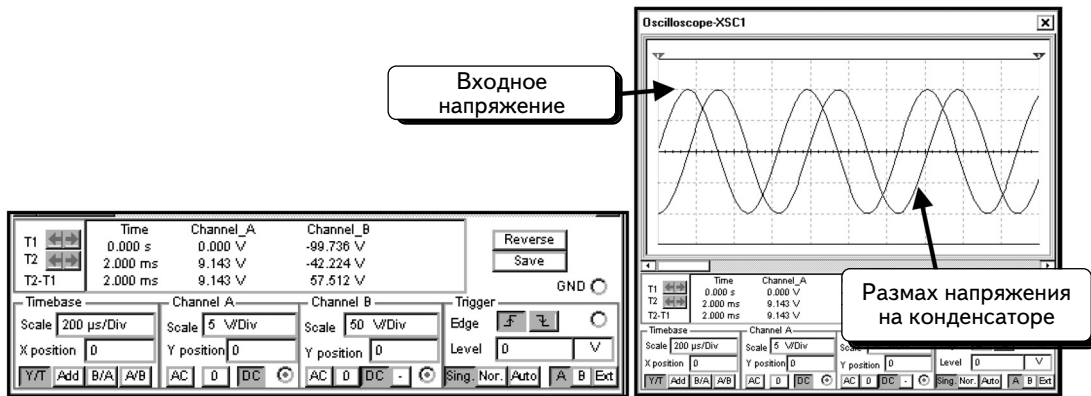 Входное
напряжение
Time Channel_A Channel_B
T1 0.000 s 0.000 V -99.736 V
T2 2.000 ms 9.143 V -42.224 V
T2-T1 2.000 ms 9.143 V 57.512 V
Reverse
Save
GND
Timebase Channel A Channel B Trigger
Scale 200 µs/Div Scale 5 V/Div Scale 50 V/Div Edge
X position 0 Y position 0 Y position 0 Level 0 V
Y/T Add B/A A/B AC 0 DC AC 0 DC - Sing. Nor. Auto A B Ext
Oscilloscope-XSC1
Time Channel_A
T1 0.000 s 0.000 V
T2 2.000 ms 9.143 V
T2-T1 2.000 ms 9.143 V
Размах напряжения
на конденсаторе
Timebase Channel A
Scale 200 µs/Div Scale 5 V/Div
X position 0 Y position 0 Level 0 V
Y/T Add B/A A/B AC 0 DC AC 0 DC - Sing. Nor. Auto A B Ext